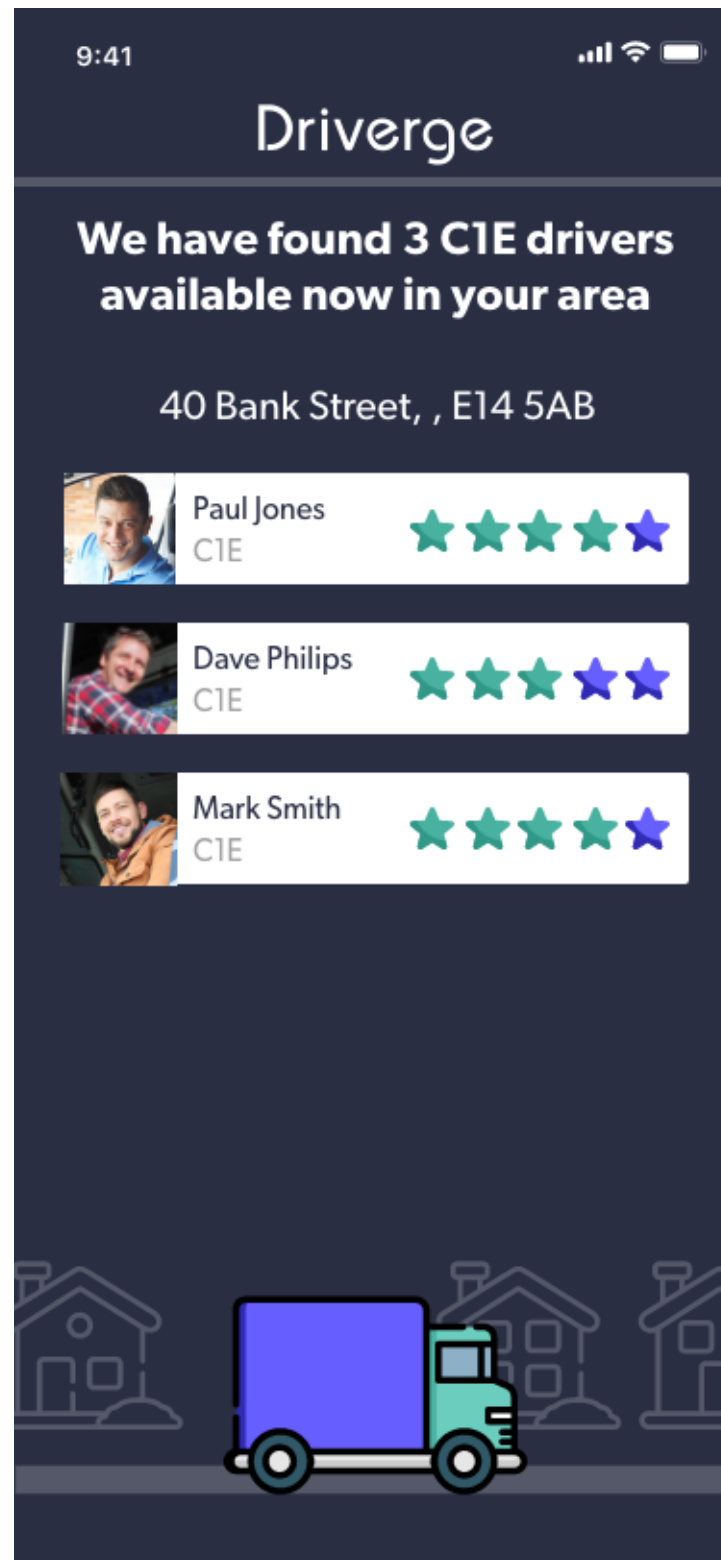 9:41
Driverge
We have found 3 C1E drivers
available now in your area
40 Bank Street, , E14 5AB
Paul Jones
C1E
Dave Philips
C1E
Mark Smith
C1E